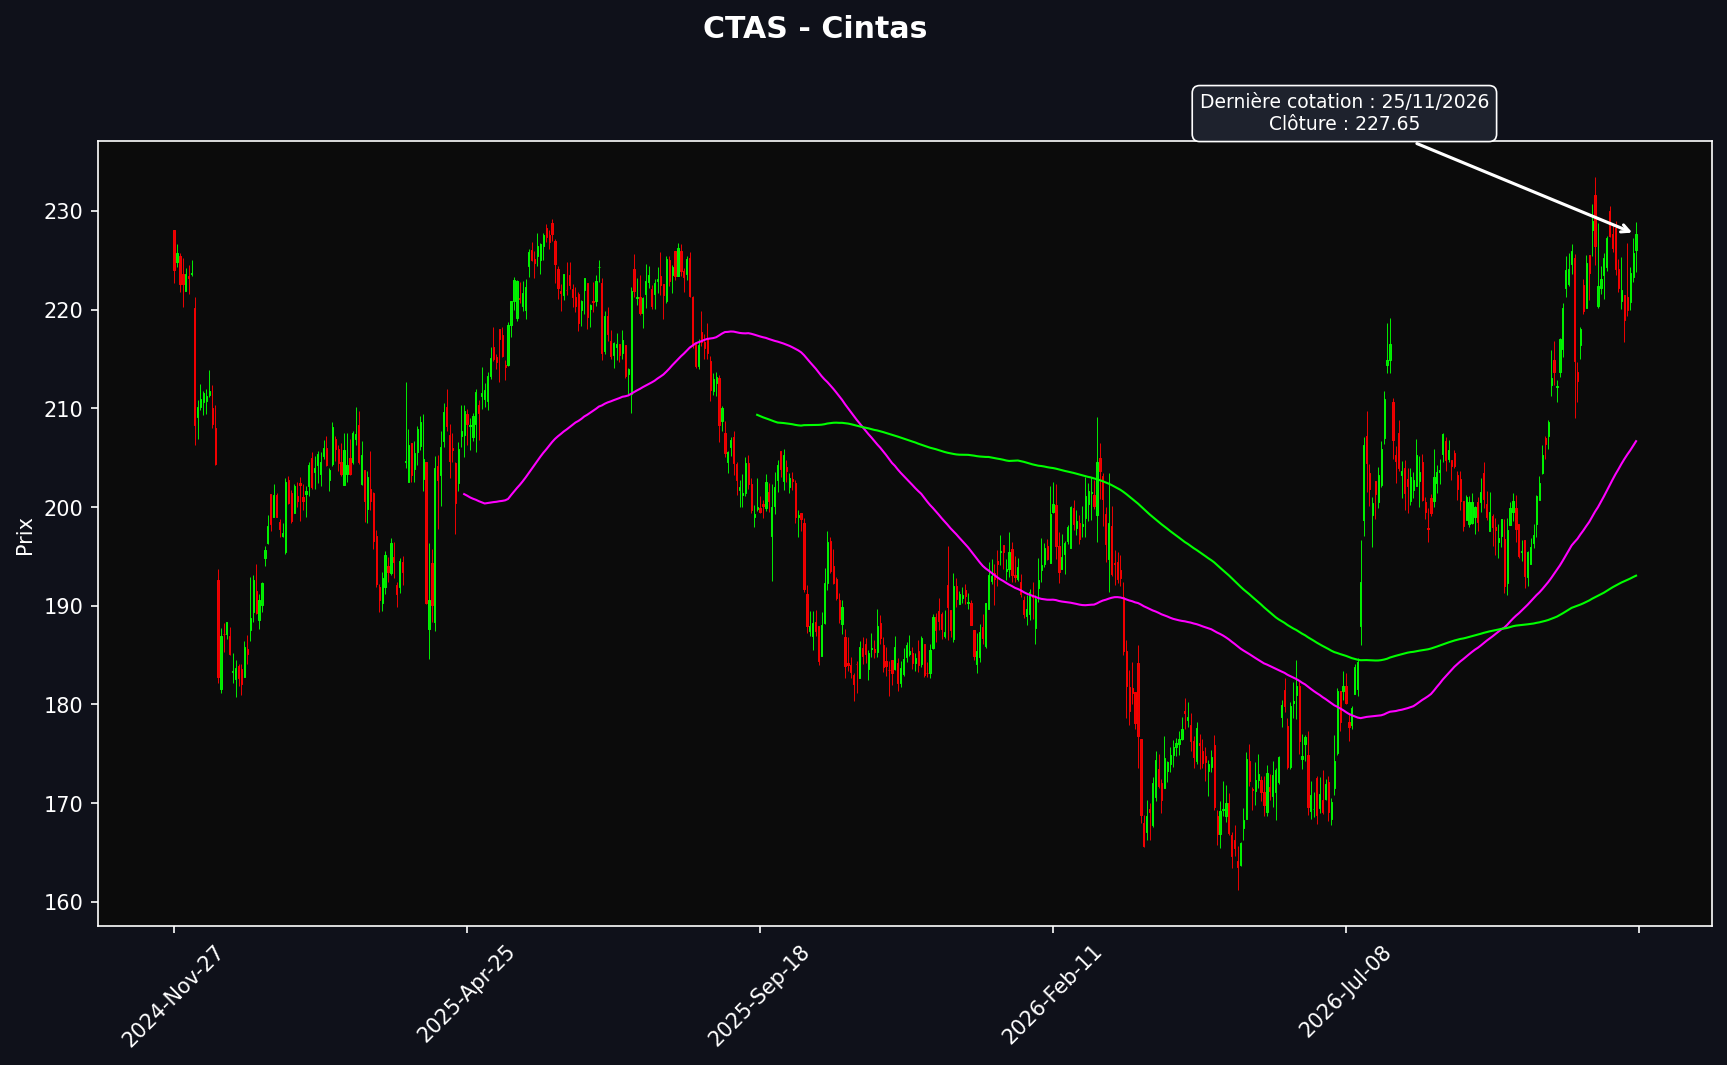 CTAS - Cintas
Dernière cotation : 25/11/2026
Clôture : 227.65
Prix
230
220
210
200
190
180
170
160
2024-Nov-27
2025-Apr-25
2025-Sep-18
2026-Feb-11
2026-Jul-08